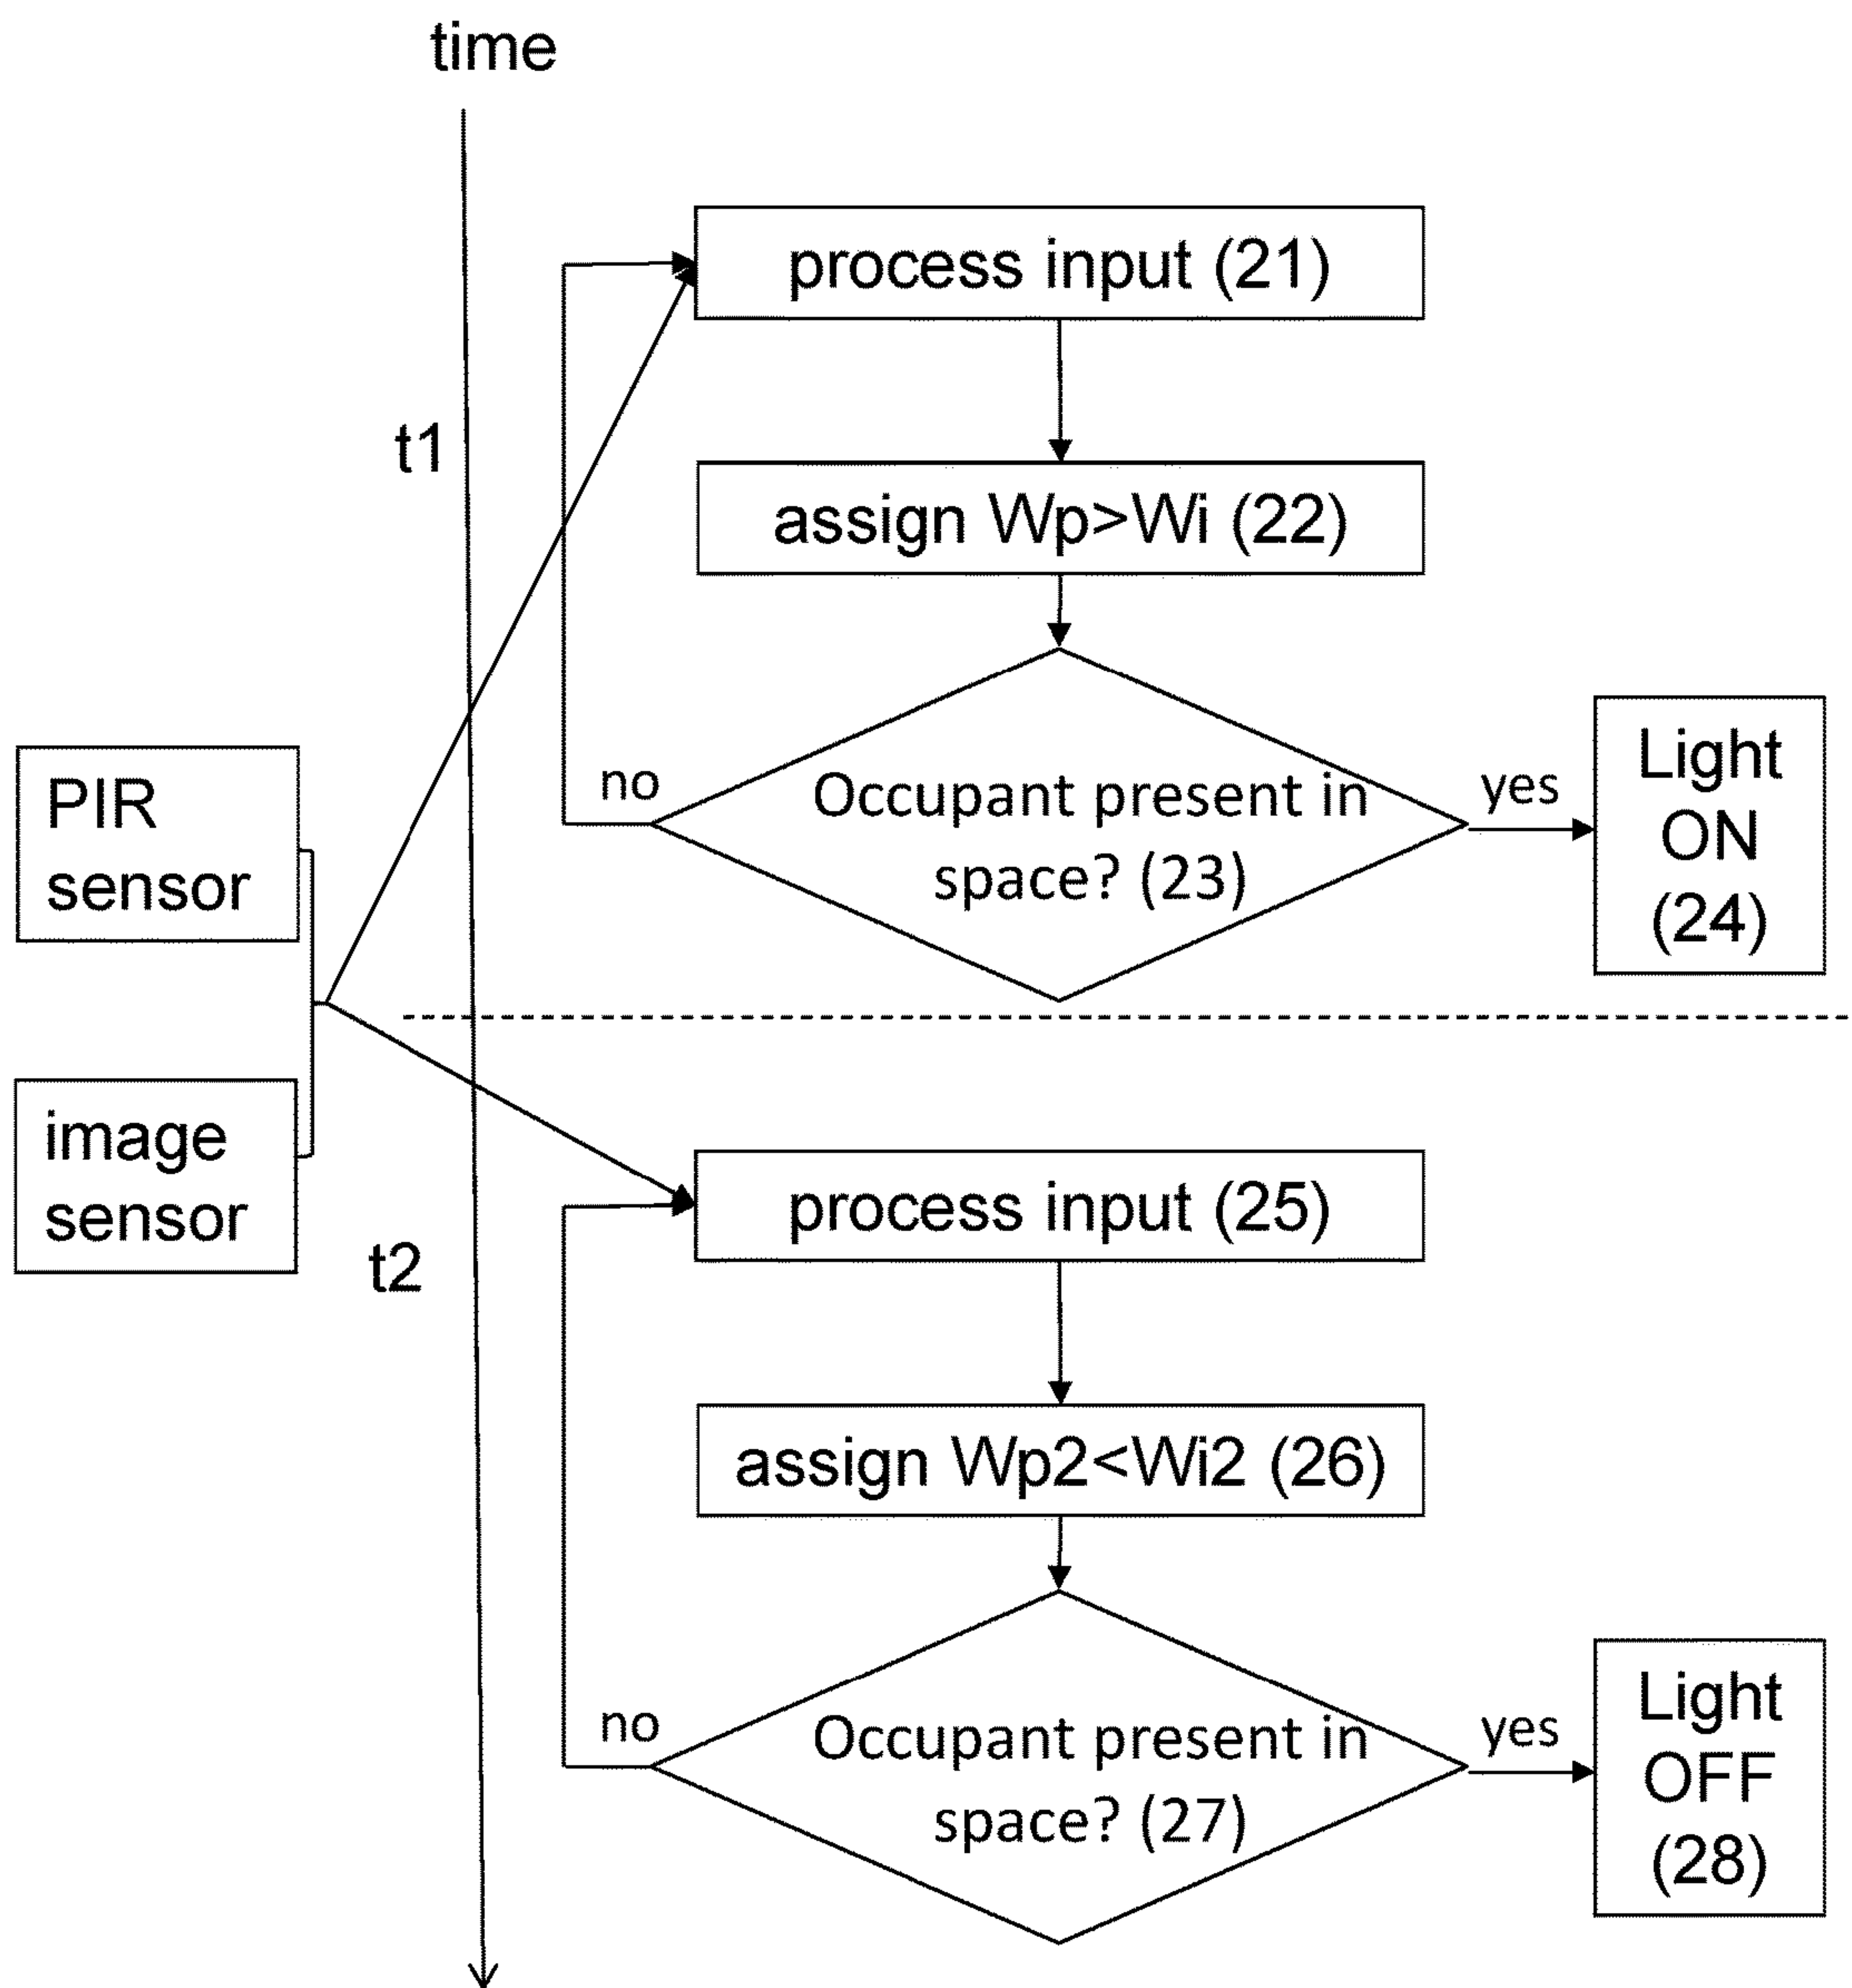 time
process input (21)
t1
assign Wp>Wi (22)
PIR
sensor
no
Occupant present in
space? (23)
yes
Light
ON
(24)
image
sensor
t2
process input (25)
assign Wp2<Wi2 (26)
no
Occupant present in
space? (27)
yes
Light
OFF
(28)